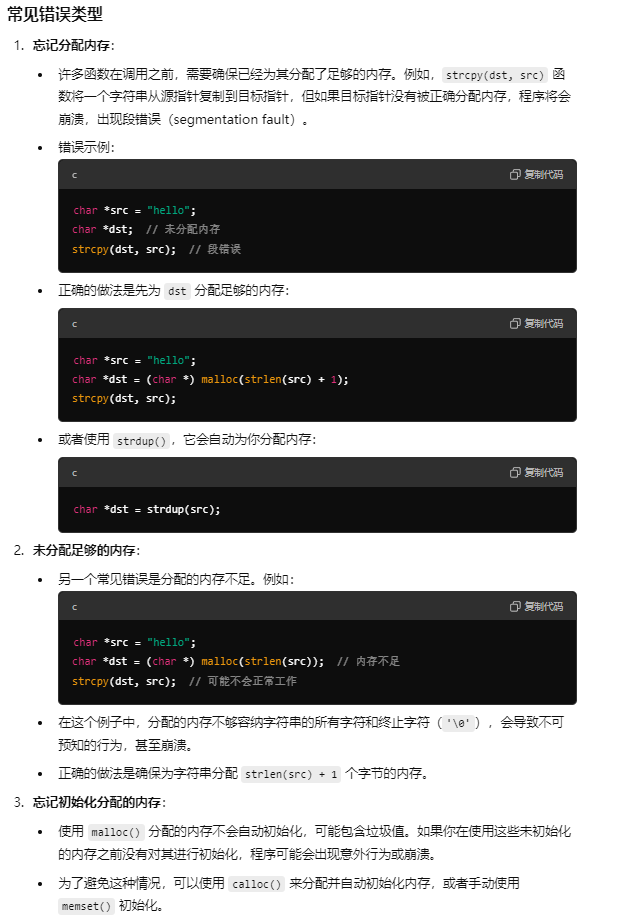 常见错误类型
1. 忘记分配内存：
• 许多函数在调用之前，需要确保已经为其分配了足够的内存。例如，strcpy(dst, src) 函
数将一个字符串从源指针复制到目标指针，但如果目标指针没有被正确分配内存，程序将会
崩溃，出现段错误（segmentation fault）。
• 错误示例：
c 复制代码
char *src = "hello";
char *dst;  // 未分配内存
strcpy(dst, src);  // 段错误
• 正确的做法是先为 dst 分配足够的内存：
c 复制代码
char *src = "hello";
char *dst = (char *) malloc(strlen(src) + 1);
strcpy(dst, src);
• 或者使用 strdup()，它会自动为你分配内存：
c 复制代码
char *dst = strdup(src);
2. 未分配足够的内存：
• 另一个常见错误是分配的内存不足。例如：
c 复制代码
char *src = "hello";
char *dst = (char *) malloc(strlen(src));  // 内存不足
strcpy(dst, src);  // 可能不会正常工作
• 在这个例子中，分配的内存不够容纳字符串的所有字符和终止字符（'\0'），会导致不可
预知的行为，甚至崩溃。
• 正确的做法是确保为字符串分配 strlen(src) + 1 个字节的内存。
3. 忘记初始化分配的内存：
• 使用 malloc() 分配的内存不会自动初始化，可能包含垃圾值。如果你在使用这些未初始化
的内存之前没有对其进行初始化，程序可能会出现意外行为或崩溃。
• 为了避免这种情况，可以使用 calloc() 来分配并自动初始化内存，或者手动使用
memset() 初始化。